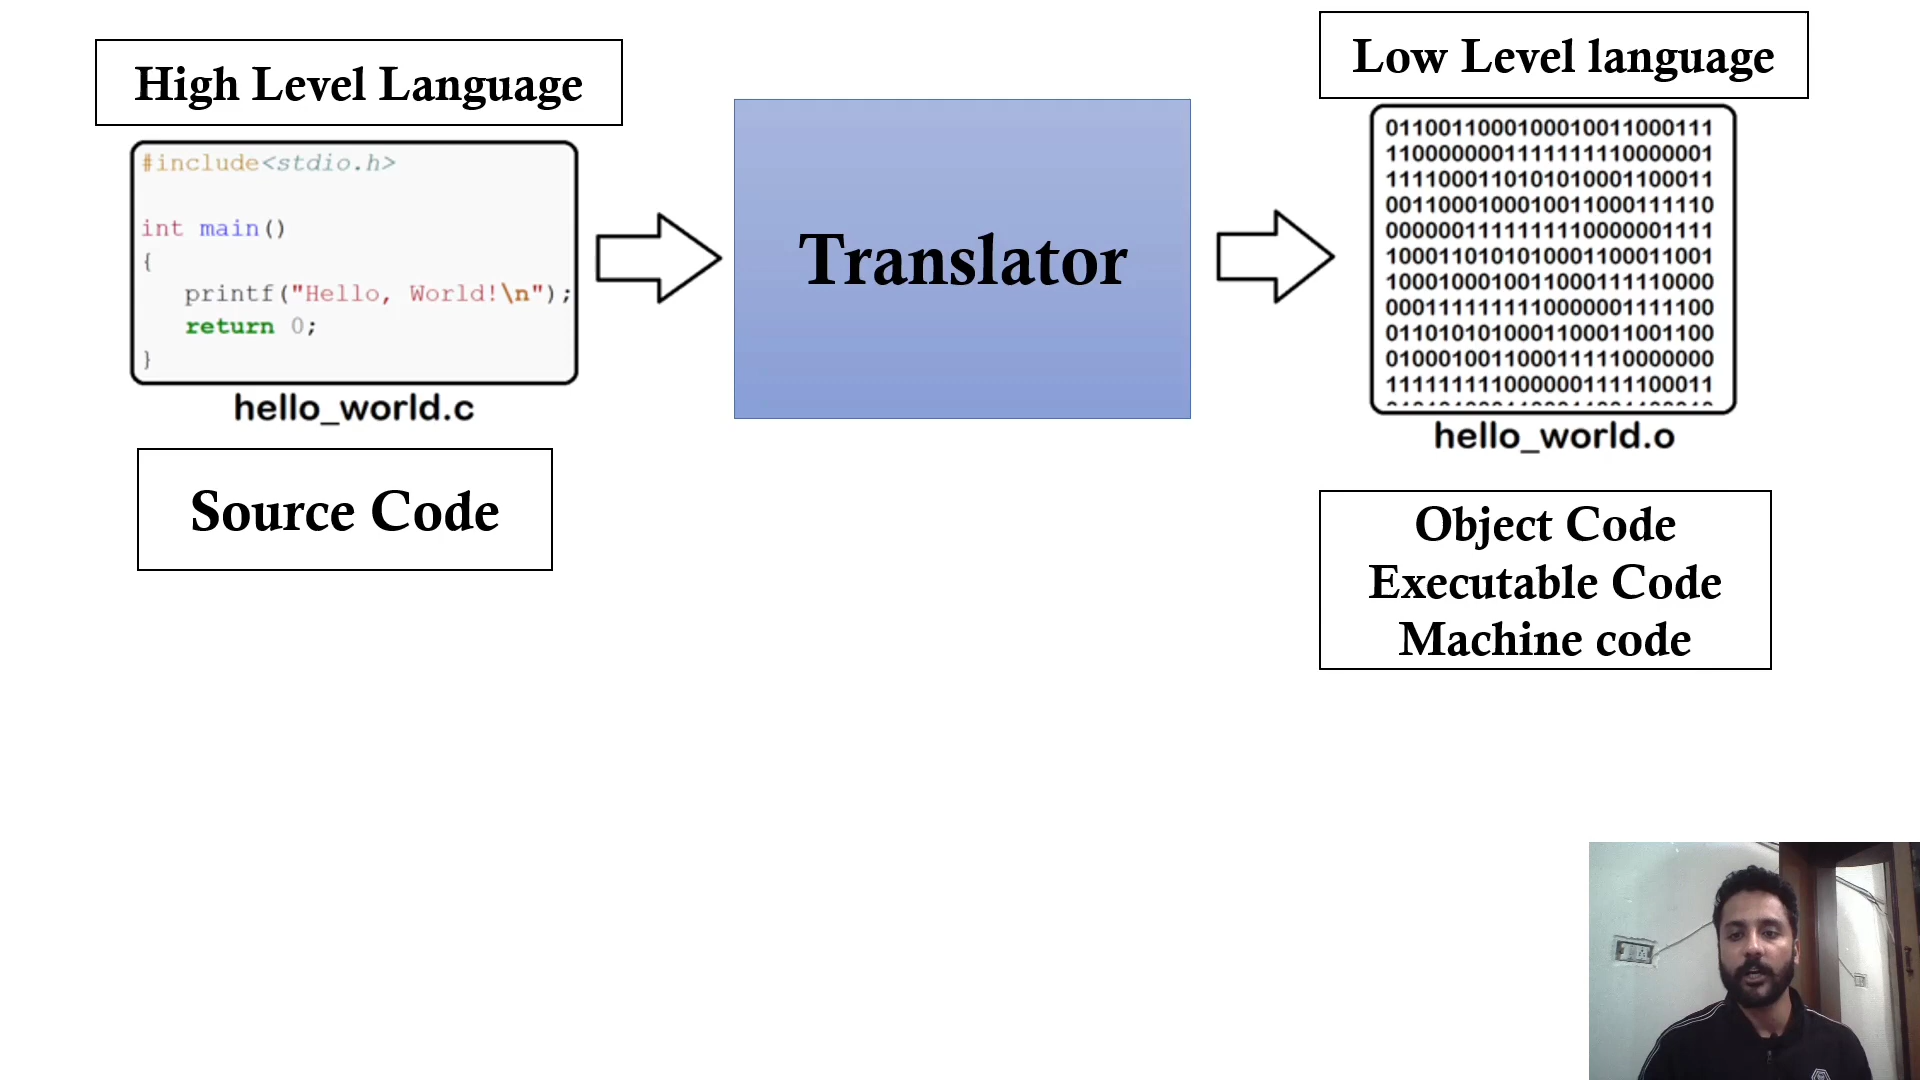 High Level Language
#include<stdio.h>
int main()
{
printf("Hello, World!\n");
return 0;
}
hello_world.c
Source Code
Translator
Low Level language
0110011000100010011000111
1100000001111111110000001
1111000110101010001100011
0011000100010011000111110
0000001111111110000001111
1000110101010001100011001
1000100010011000111110000
0001111111110000001111100
0110101010001100011001100
0100010011000111110000000
1111111110000001111100011
hello_world.o
Object Code
Executable Code
Machine code